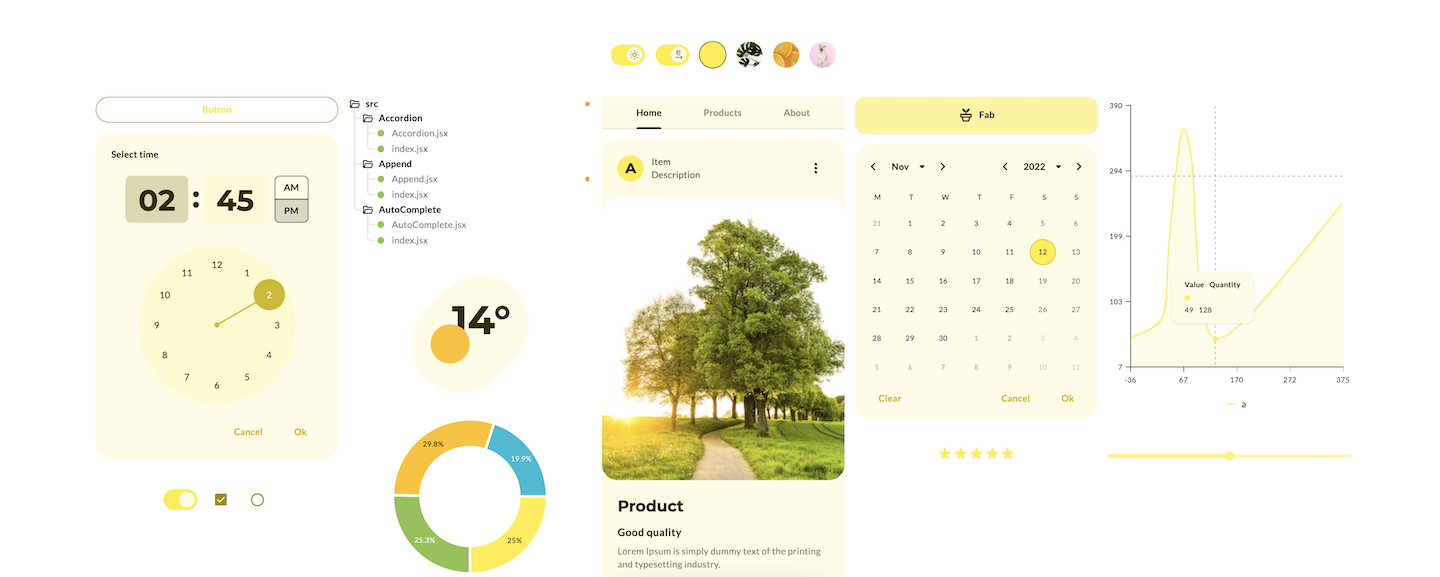 Button
Select time
02 : 45
AM
PM
12
11 1
10 2
9 3
8 4
7 5
6
Cancel Ok
src
Accordion
Accordion.jsx
index.jsx
Append
Append.jsx
index.jsx
AutoComplete
AutoComplete.jsx
index.jsx
14°
29.8%
19.9%
25.3%
25%
Home Products About
A
Item
Description
Product
Good quality
Lorem Ipsum is simply dummy text of the printing
and typesetting industry.
Fab
Nov 2022
M T W T F S S
31 1 2 3 4 5 6
7 8 9 10 11 12 13
14 15 16 17 18 19 20
21 22 23 24 25 26 27
28 29 30 1 2 3 4
5 6 7 8 9 10 11
Clear Cancel Ok
390
294
199
103
7
Value Quantity
49 128
-36 67 170 272 375
a